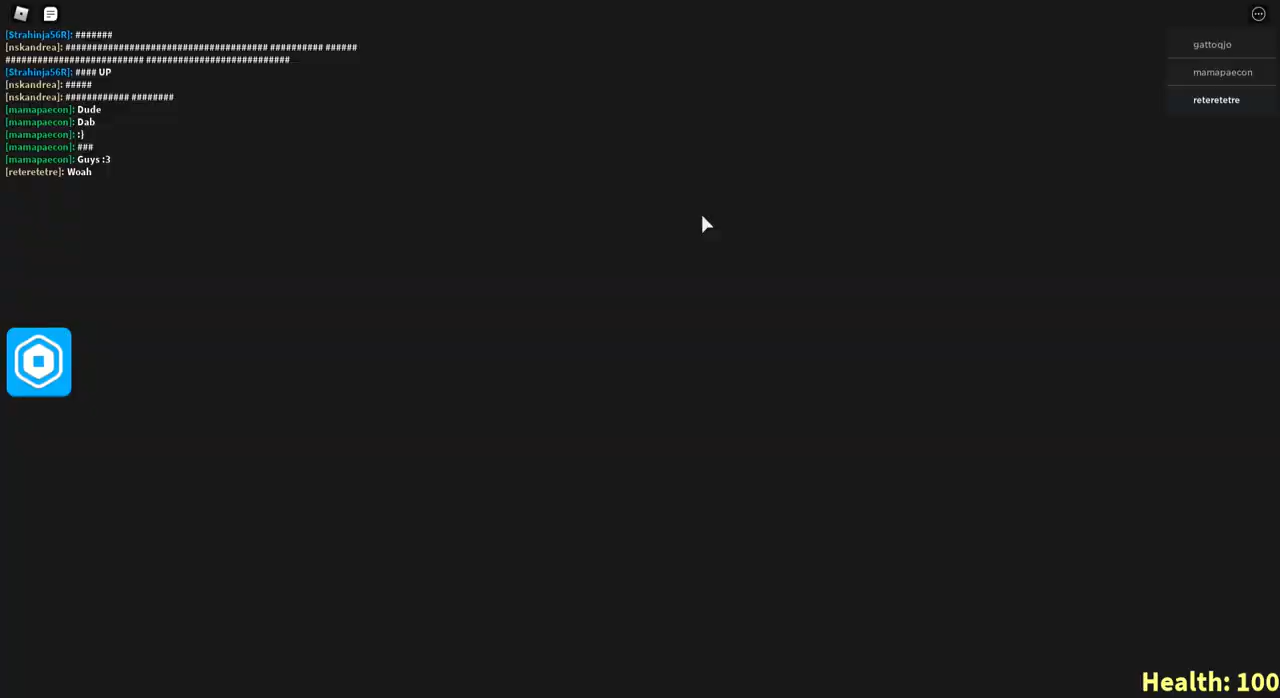 [Strahinja56R]: #######
[nskandrea]: ###################################### ########## ######
########################## ###########################
[Strahinja56R]: #### UP
[nskandrea]: #####
[nskandrea]: ############ ########
[mamapaecon]: Dude
[mamapaecon]: Dab
[mamapaecon]: :)
[mamapaecon]: ###
[mamapaecon]: Guys :3
[reteretetre]: Woah
gattoqjo
mamapaecon
reteretetre
Health: 100